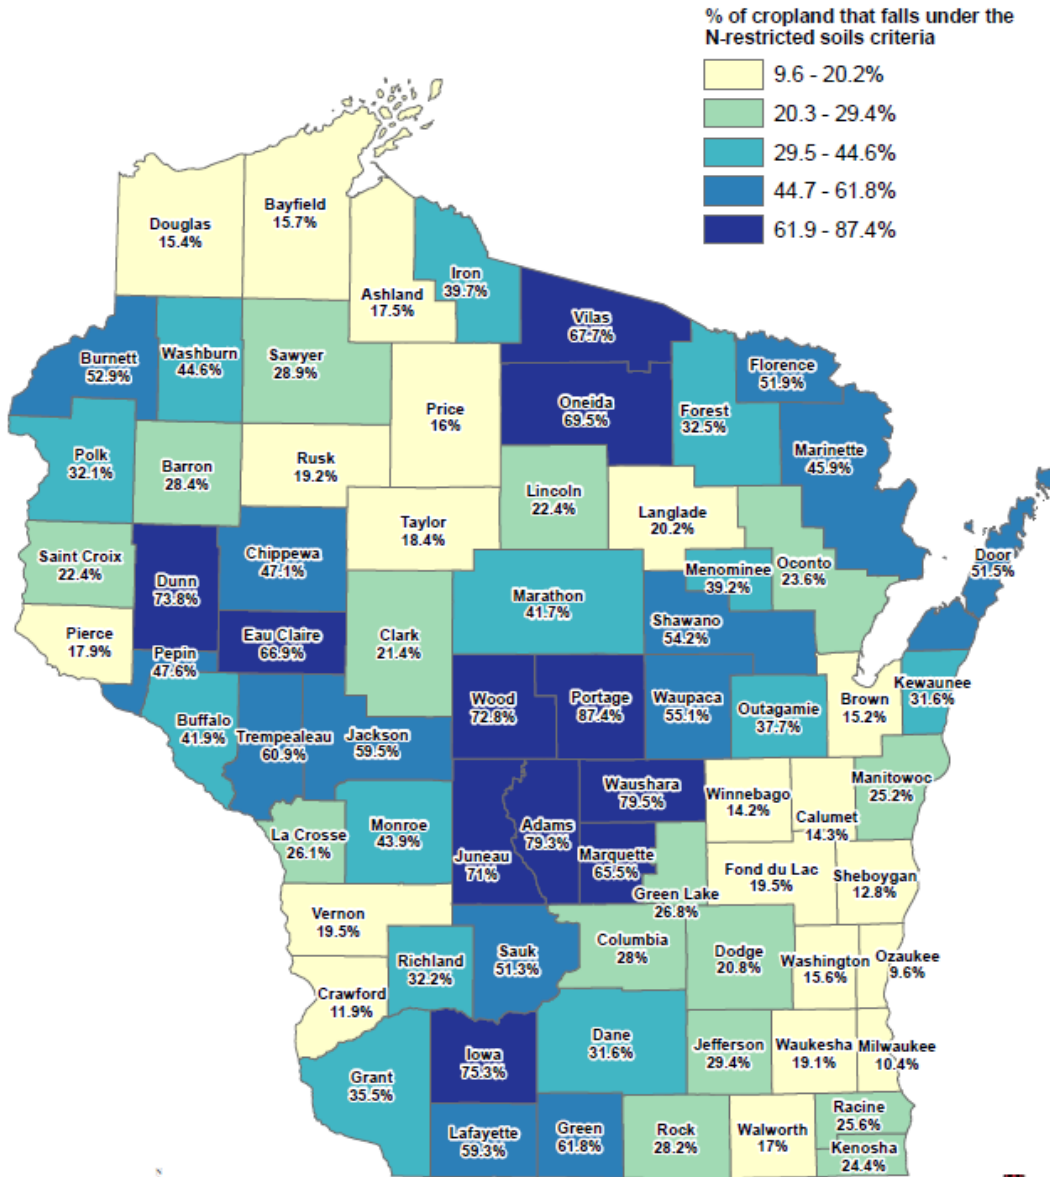 % of cropland that falls under the
N-restricted soils criteria
9.6 - 20.2%
20.3 - 29.4%
29.5 - 44.6%
44.7 - 61.8%
61.9 - 87.4%
Douglas
15.4%
Bayfield
15.7%
Ashland
17.5%
Iron
39.7%
Vilas
67.7%
Burnett
52.9%
Washburn
44.6%
Sawyer
28.9%
Price
16%
Oneida
69.5%
Forest
32.5%
Florence
51.9%
Marinette
45.9%
Polk
32.1%
Barron
28.4%
Rusk
19.2%
Taylor
18.4%
Lincoln
22.4%
Langlade
20.2%
Saint Croix
22.4%
Dunn
73.8%
Chippewa
47.1%
Marathon
41.7%
Menominee
39.2%
Oconto
23.6%
Door
51.5%
Pierce
17.9%
Pepin
47.6%
Eau Claire
66.9%
Clark
21.4%
Shawano
54.2%
Buffalo
41.9%
Trempealeau
60.9%
Jackson
59.5%
Wood
72.8%
Portage
87.4%
Waupaca
55.1%
Outagamie
37.7%
Brown
15.2%
Kewaunee
31.6%
La Crosse
26.1%
Monroe
43.9%
Juneau
71%
Adams
79.3%
Waushara
79.5%
Marquette
65.5%
Green Lake
26.8%
Winnebago
14.2%
Calumet
14.3%
Manitowoc
25.2%
Fond du Lac
19.5%
Sheboygan
12.8%
Vernon
19.5%
Crawford
11.9%
Richland
32.2%
Sauk
51.3%
Columbia
28%
Dodge
20.8%
Washington
15.6%
Ozaukee
9.6%
Grant
35.5%
Iowa
75.3%
Dane
31.6%
Jefferson
29.4%
Waukesha
19.1%
Milwaukee
10.4%
Lafayette
59.3%
Green
61.8%
Rock
28.2%
Walworth
17%
Racine
25.6%
Kenosha
24.4%
N